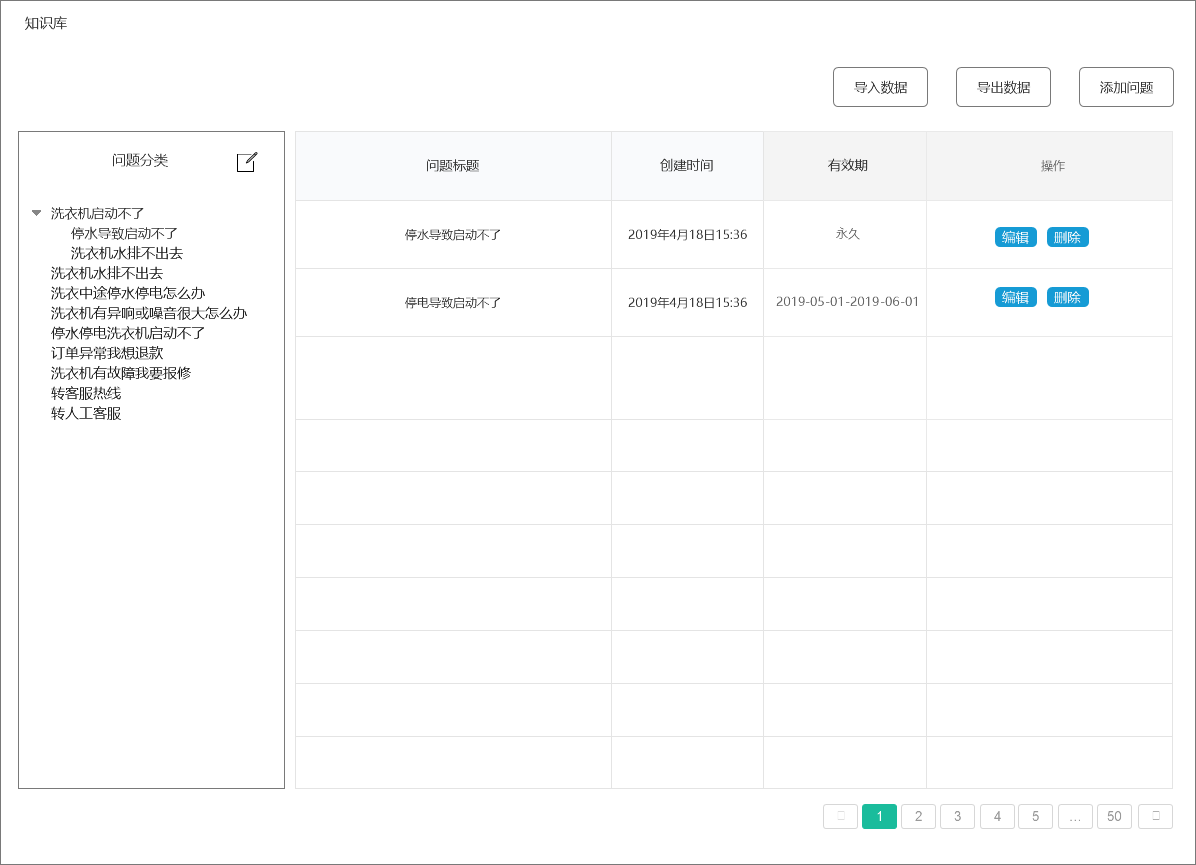 知识库
导入数据 导出数据 添加问题
问题分类
洗衣机启动不了
停水导致启动不了
洗衣机水排不出去
洗衣机水排不出去
洗衣中途停水停电怎么办
洗衣机有异响或噪音很大怎么办
停水停电洗衣机启动不了
订单异常我想退款
洗衣机有故障我要报修
转客服热线
转人工客服
问题标题 创建时间 有效期 操作
停水导致启动不了 2019年4月18日15:36 永久 编辑 删除
停电导致启动不了 2019年4月18日15:36 2019-05-01-2019-06-01 编辑 删除
1 2 3 4 5 ... 50